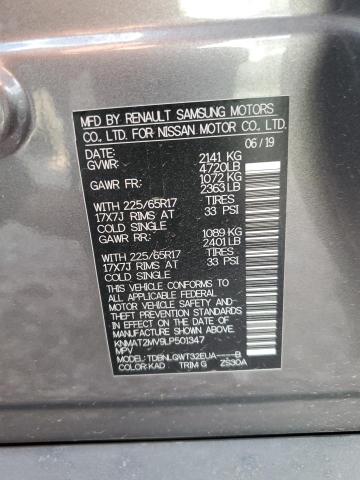 MFD BY RENAULT SAMSUNG MOTORS
CO., LTD. FOR NISSAN MOTOR CO., LTD.
DATE: 06/19
GVWR: 2141 KG
4720LB
GAWR FR: 1072 KG
2363LB
WITH 225/65R17 TIRES
17X7J RIMS AT 33 PSI
COLD SINGLE
GAWR RR: 1089 KG
2401LB
WITH 225/65R17 TIRES
17X7J RIMS AT 33 PSI
COLD SINGLE
THIS VEHICLE CONFORMS TO ALL APPLICABLE FEDERAL
MOTOR VEHICLE SAFETY AND
-THEFT PREVENTION STANDARDS
IN EFFECT ON THE DATE OF
MANUFACTURE SHOWN ABOVE.
KNMAT2MV9LP501347
MPV
MODEL: TDBNLQWT32EUA----B
COLOR:KAD TRIM G ZS30A